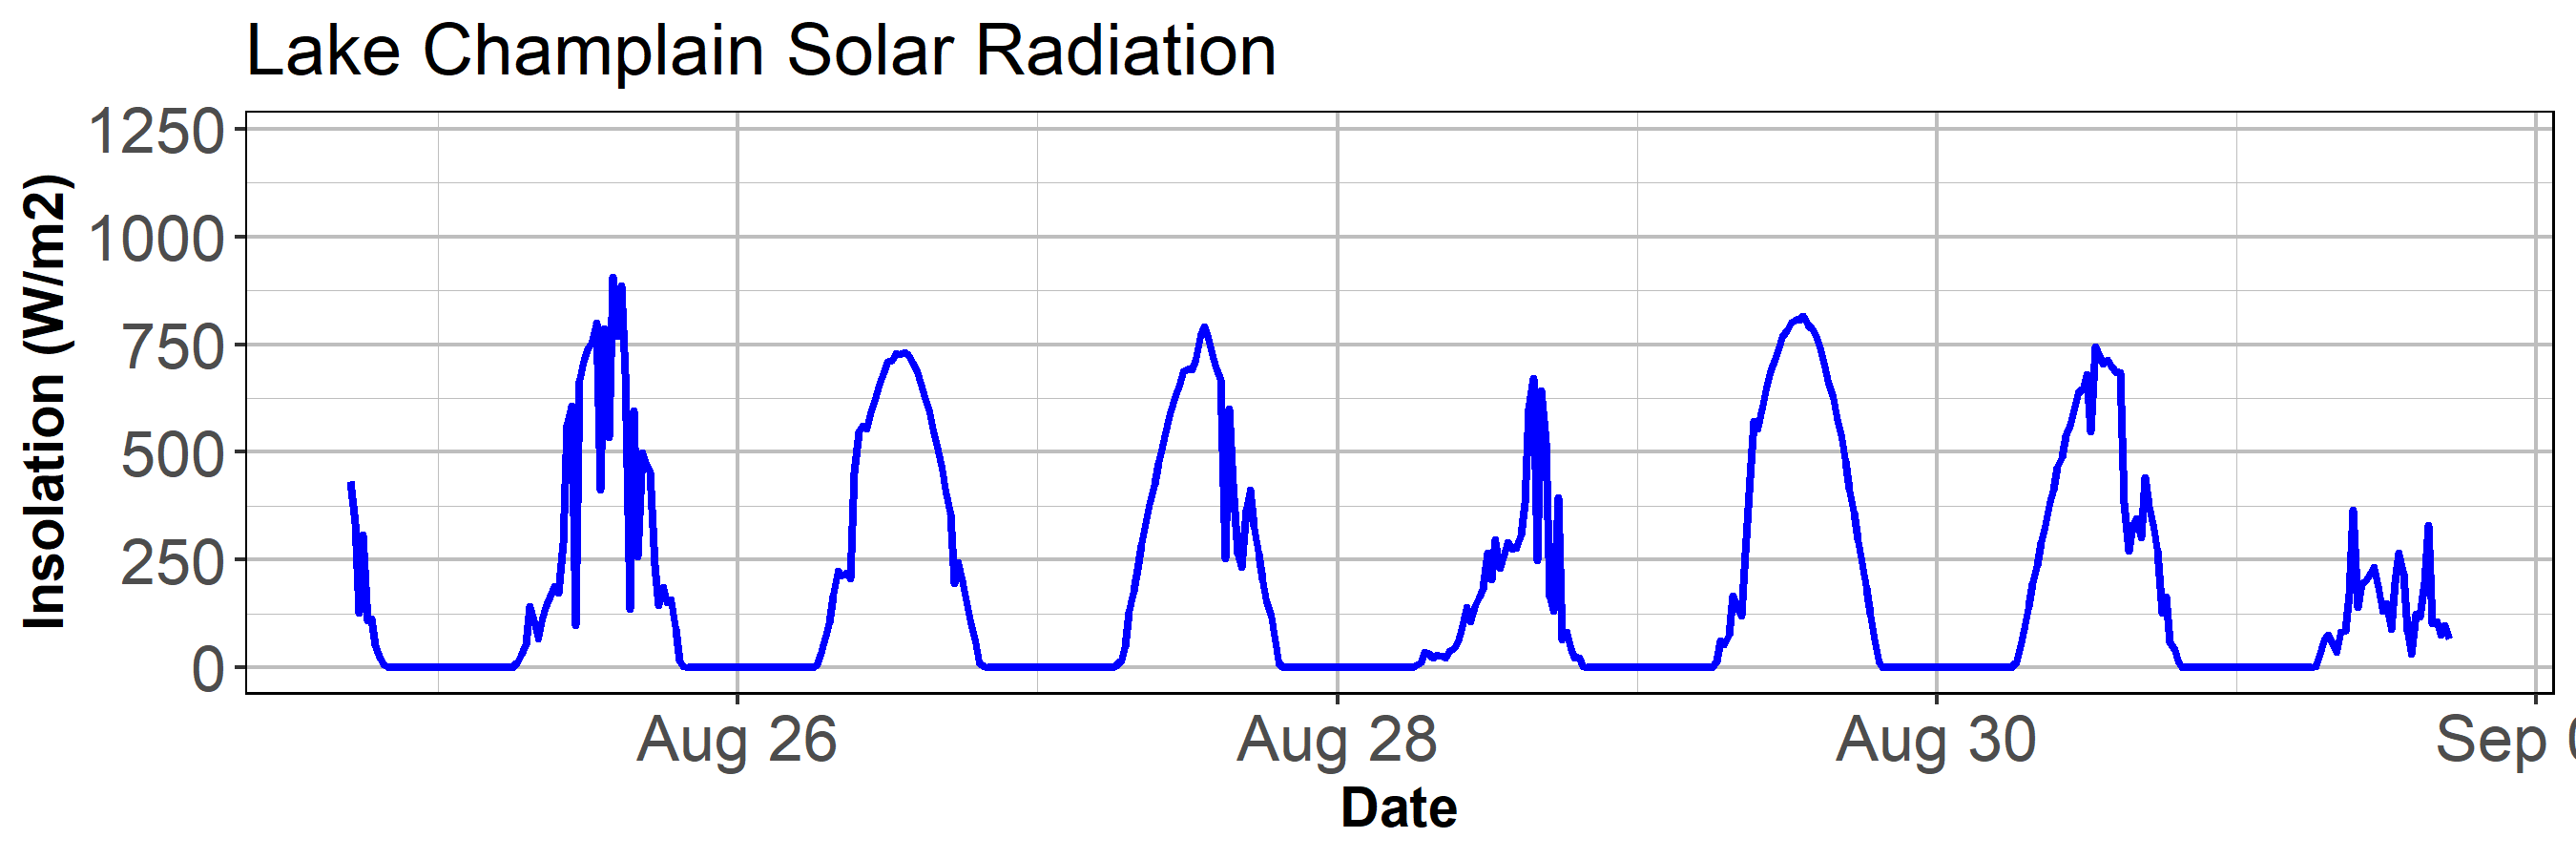 Lake Champlain Solar Radiation
1250
1000
750
500
250
0
Insolation (W/m2)
Aug 26 Aug 28 Aug 30 Sep
Date